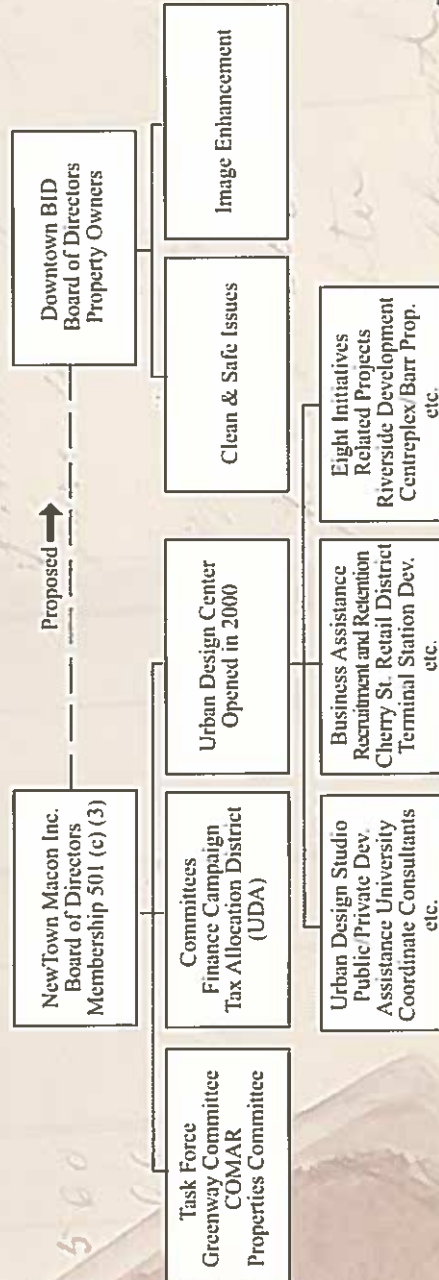 NewTown Macon Inc.
Board of Directors
Membership 501 (c) (3)
Proposed
Downtown BID
Board of Directors
Property Owners
Task Force
Greenway Committee
COMAR
Properties Committee
Committees
Finance Campaign
Tax Allocation District
(UDA)
Urban Design Center
Opened in 2000
Clean & Safe Issues
Image Enhancement
Urban Design Studio
Public/Private Dev.
Assistance University
Coordinate Consultants
etc.
Business Assistance
Recruitment and Retention
Cherry St. Retail District
Terminal Station Dev.
etc.
Eight Initiatives
Related Projects
Riverside Development
Centreplex/Barr Prop.
etc.